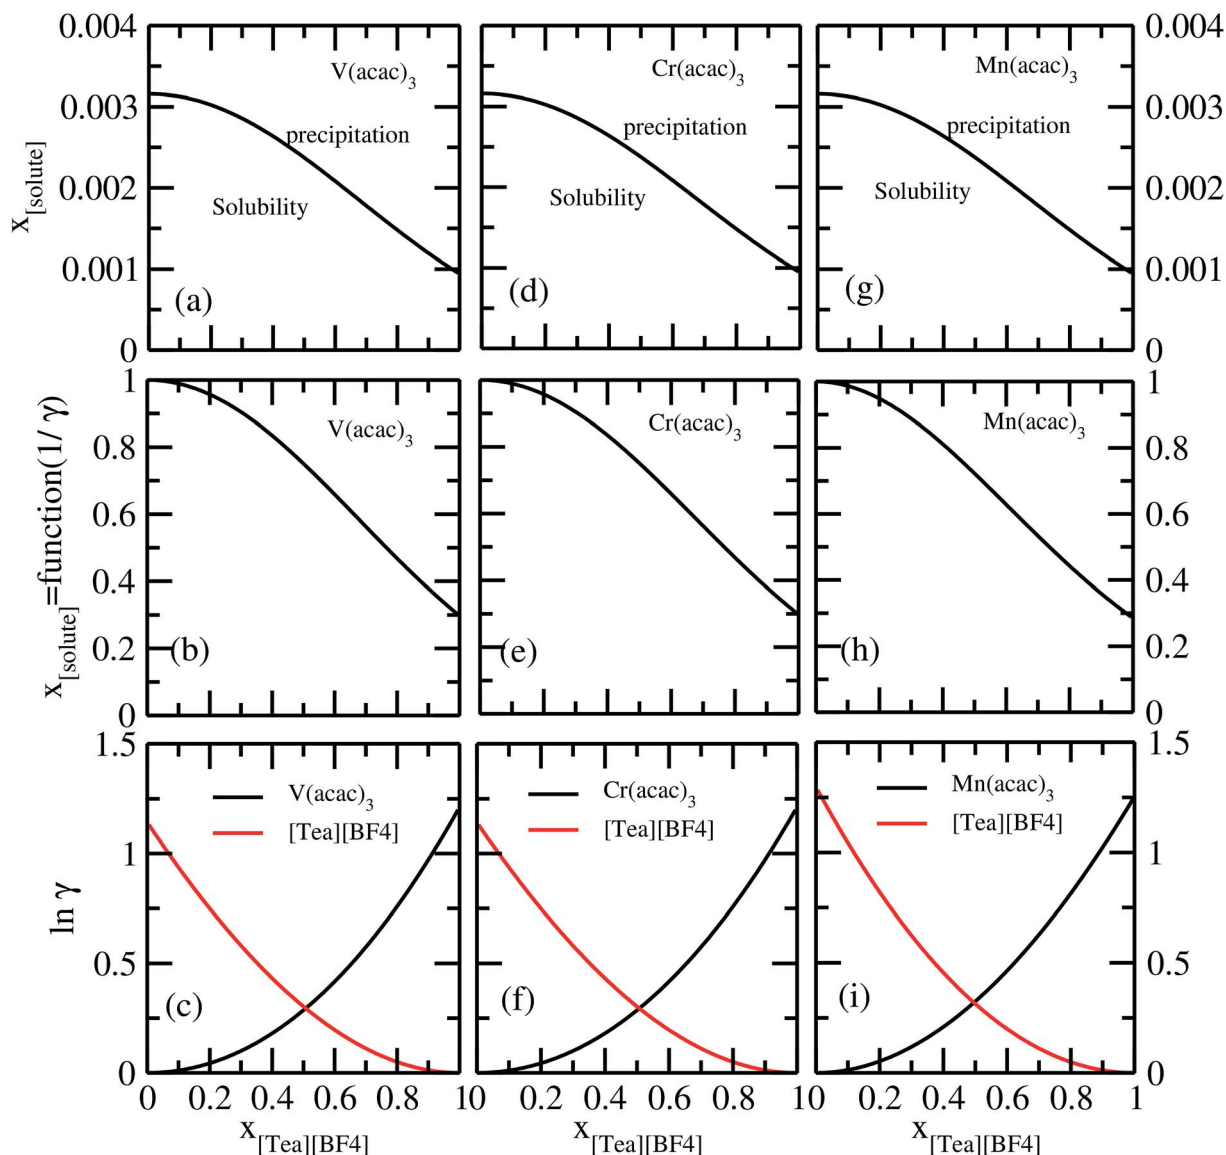 0.004
0.003
0.002
0.001
0
x[solute]
V(acac)3
precipitation
Solubility
(a)
Cr(acac)3
precipitation
Solubility
(d)
Mn(acac)3
precipitation
Solubility
(g)
0.004
0.003
0.002
0.001
0
1
0.8
0.6
0.4
0.2
0
x[solute]=function(1/ γ)
V(acac)3
(b)
Cr(acac)3
(e)
Mn(acac)3
(h)
1
0.8
0.6
0.4
0.2
0
1.5
1
0.5
0
ln γ
V(acac)3
[Tea][BF4]
(c)
Cr(acac)3
[Tea][BF4]
(f)
Mn(acac)3
[Tea][BF4]
(i)
1.5
1
0.5
0
0 0.2 0.4 0.6 0.8 1
0 0.2 0.4 0.6 0.8 1
0 0.2 0.4 0.6 0.8 1
x[Tea][BF4]
x[Tea][BF4]
x[Tea][BF4]